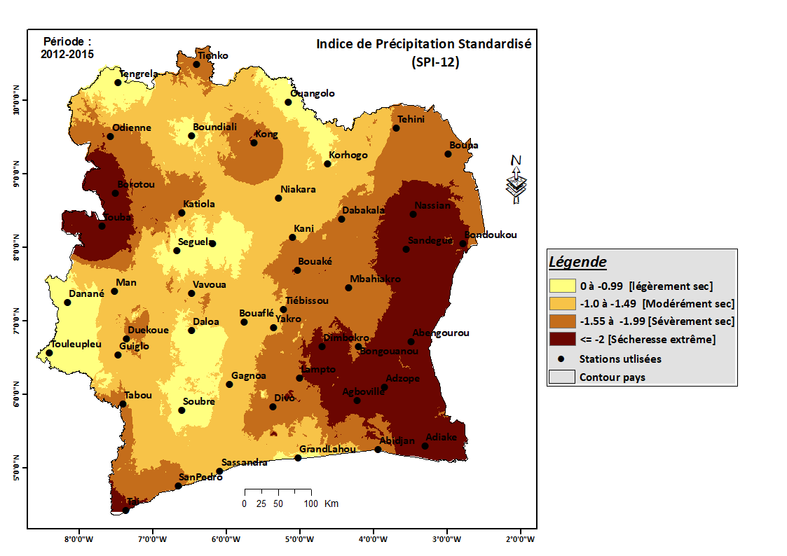 Période :
2012-2015
Indice de Précipitation Standardisé
(SPI-12)
Tienko
Tengrela
Ouangolo
Odienne
Boundiali
Kong
Tehini
Bouna
Korhogo
Borotou
Niakara
Katiola
Dabakala
Nassian
Touba
Kani
Seguela
Sandegue
Bondoukou
Bouaké
Mbahiakro
Man
Vavoua
Danané
Tiébissou
Bouaflé
Yakro
Daloa
Duekoue
Dimbokro
Abengourou
Bongouanou
Touleupleu
Guiglo
Gagnoa
Lampto
Adzope
Agboville
Tabou
Soubre
Divo
Abidjan
Adiake
GrandLahou
Sassandra
SanPedro
Tai
10°0'0"N
9°0'0"N
8°0'0"N
7°0'0"N
6°0'0"N
5°0'0"N
8°0'0"W
7°0'0"W
6°0'0"W
5°0'0"W
4°0'0"W
3°0'0"W
2°0'0"W
0 25 50 100 Km
N
Légende
0 à -0.99 [légèrement sec)
-1.0 à -1.49 [Modérément sec)
-1.55 à -1.99 [Sévèrement sec)
<= -2 [Sécheresse extrême]
Stations utlisées
Contour pays